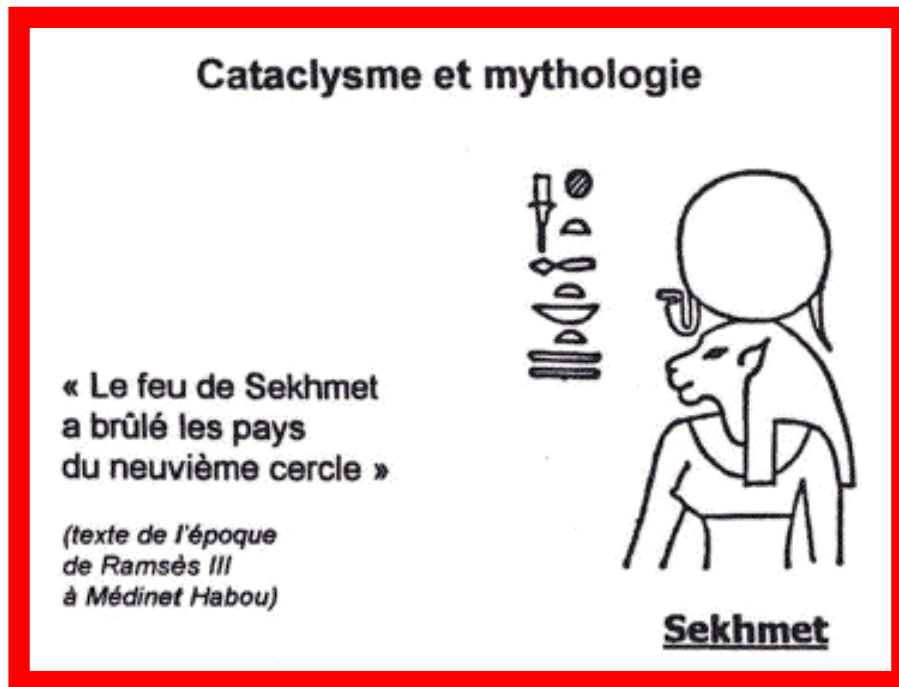 Cataclysme et mythologie
« Le feu de Sekhmet
a brûlé les pays
du neuvième cercle »
(texte de l'époque
de Ramsès III
à Médinet Habou)
Sekhmet